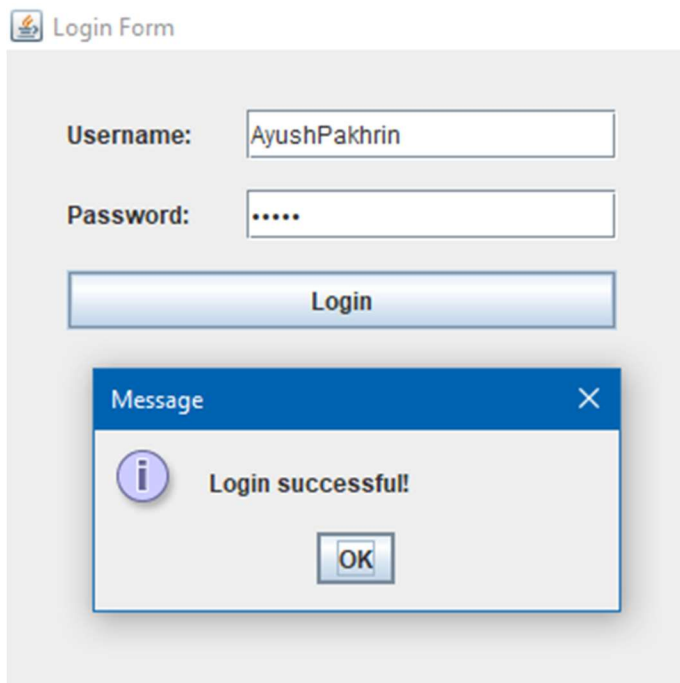 Login Form
Username: AyushPakhrin
Password: •••••
Login
Message
i
Login successful!
OK